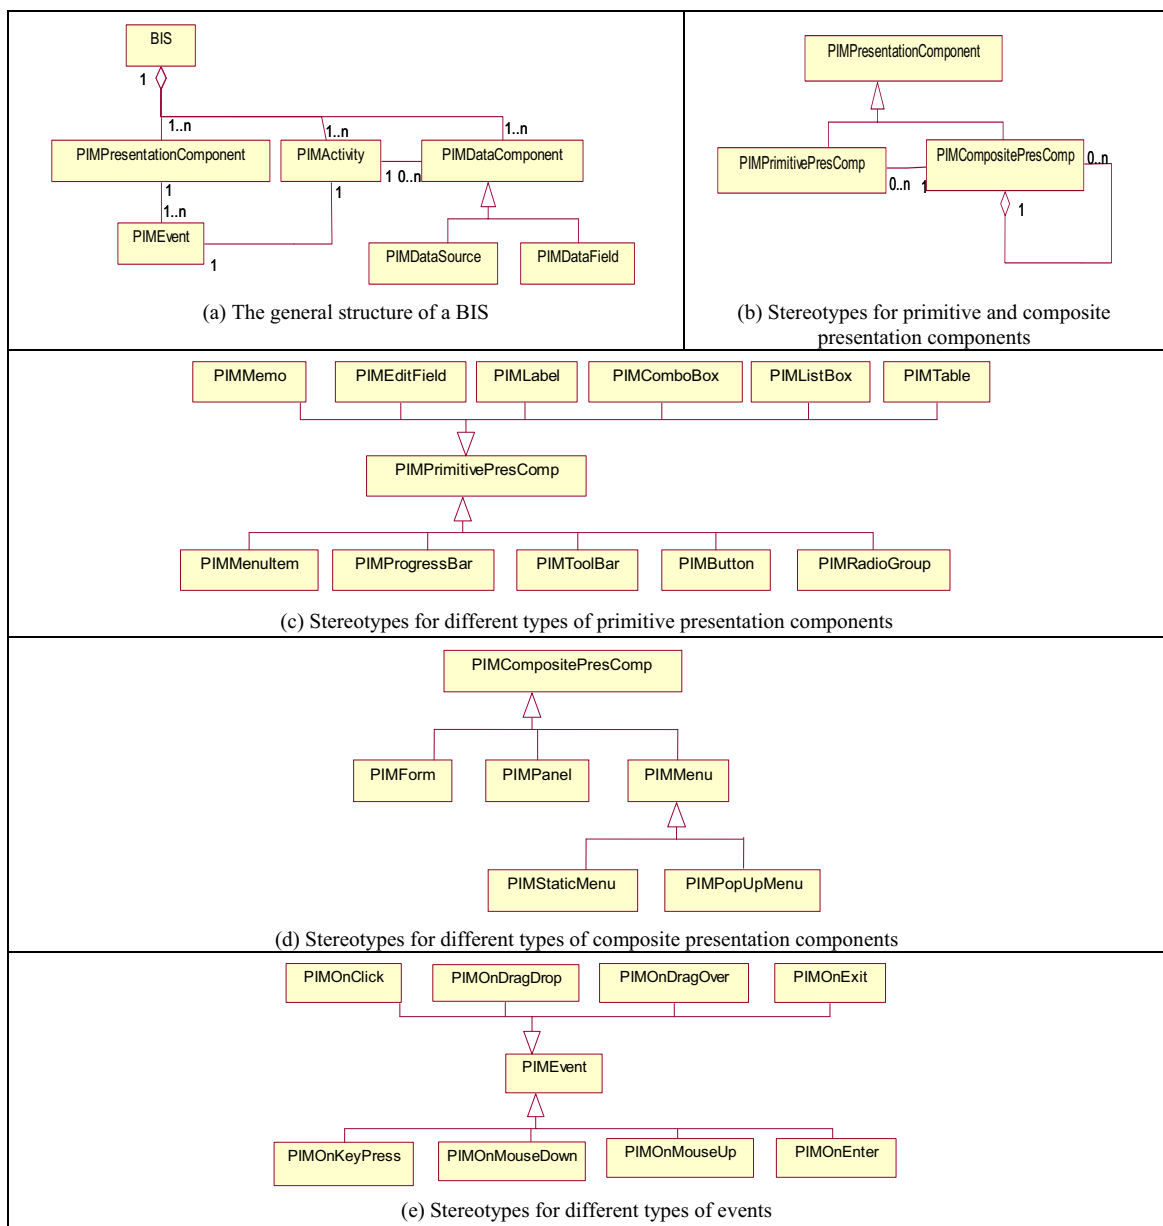 BIS
1
1..n
1..n
1..n
PIMPresentationComponent
PIMActivity
PIMDataComponent
1
1
1 0..n
1..n
PIMEvent
1
PIMDataSource
PIMDataField
(a) The general structure of a BIS
PIMPresentationComponent
PIMPrimitivePresComp
PIMCompositePresComp
0..n
0..n
1
1
(b) Stereotypes for primitive and composite
presentation components
PIMMemo
PIMEditField
PIMLabel
PIMComboBox
PIMListBox
PIMTable
PIMPrimitivePresComp
PIMMenuItem
PIMProgressBar
PIMToolBar
PIMButton
PIMRadioGroup
(c) Stereotypes for different types of primitive presentation components
PIMCompositePresComp
PIMForm
PIMPanel
PIMMenu
PIMStaticMenu
PIMPopUpMenu
(d) Stereotypes for different types of composite presentation components
PIMOnClick
PIMOnDragDrop
PIMOnDragOver
PIMOnExit
PIMEvent
PIMOnKeyPress
PIMOnMouseDown
PIMOnMouseUp
PIMOnEnter
(e) Stereotypes for different types of events